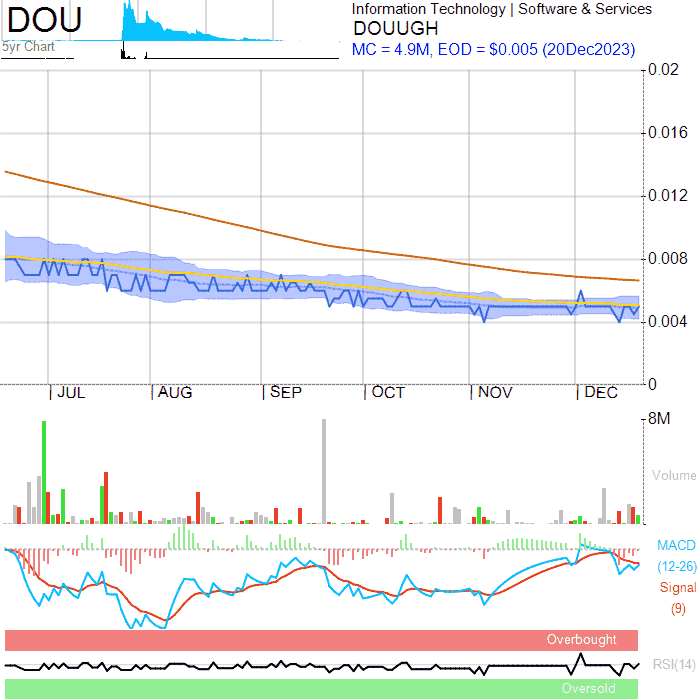 DOU
5yr Chart
Information Technology | Software & Services
DOUUGH
MC = 4.9M, EOD = $0.005 (20Dec2023)
0.02
0.016
0.012
0.008
0.004
0
JUL AUG SEP OCT NOV DEC
8M
Volume
MACD
(12-26)
Signal
(9)
Overbought
RSI(14)
Oversold